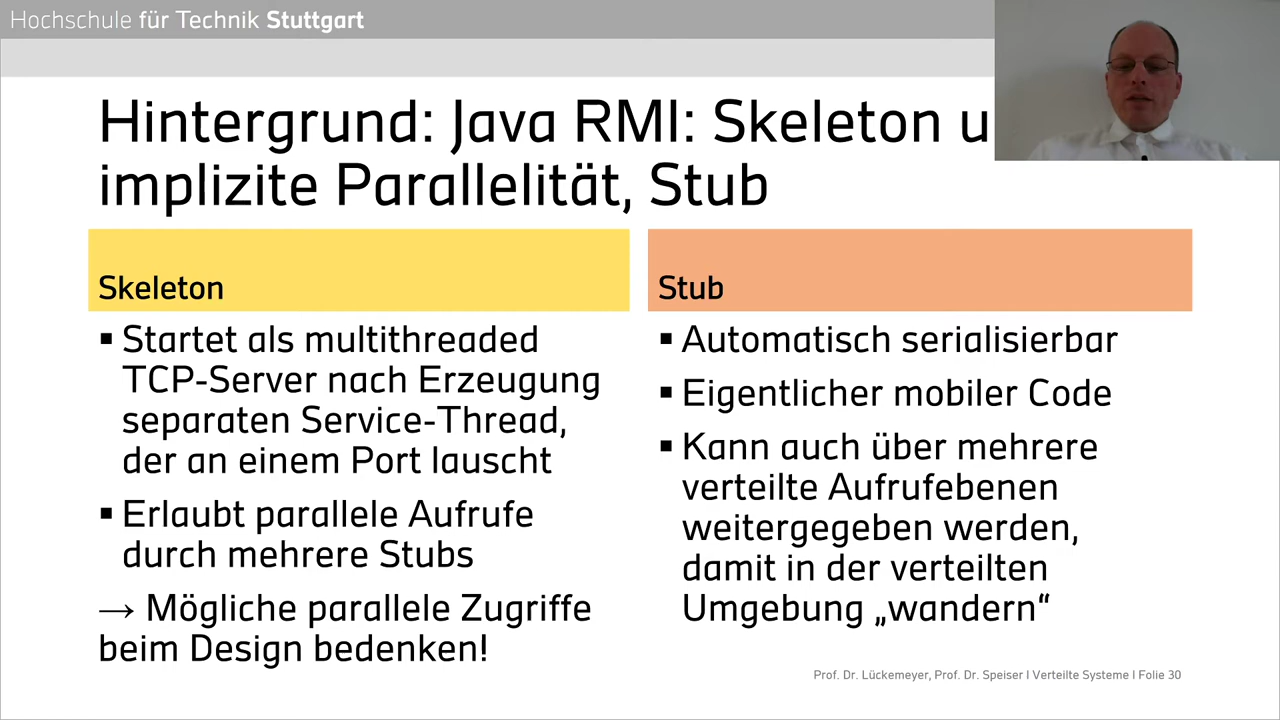 Hochschule für Technik Stuttgart
Hintergrund: Java RMI: Skeleton
implizite Parallelität, Stub
Skeleton
▪ Startet als multithreaded
TCP-Server nach Erzeugung
separaten Service-Thread,
der an einem Port lauscht
▪ Erlaubt parallele Aufrufe
durch mehrere Stubs
→ Mögliche parallele Zugriffe
beim Design bedenken!
Stub
▪ Automatisch serialisierbar
▪ Eigentlicher mobiler Code
▪ Kann auch über mehrere
verteilte Aufrufebenen
weitergegeben werden,
damit in der verteilten
Umgebung „wandern“
Prof. Dr. Lückemeyer, Prof. Dr. Speiser I Verteilte Systeme I Folie 30